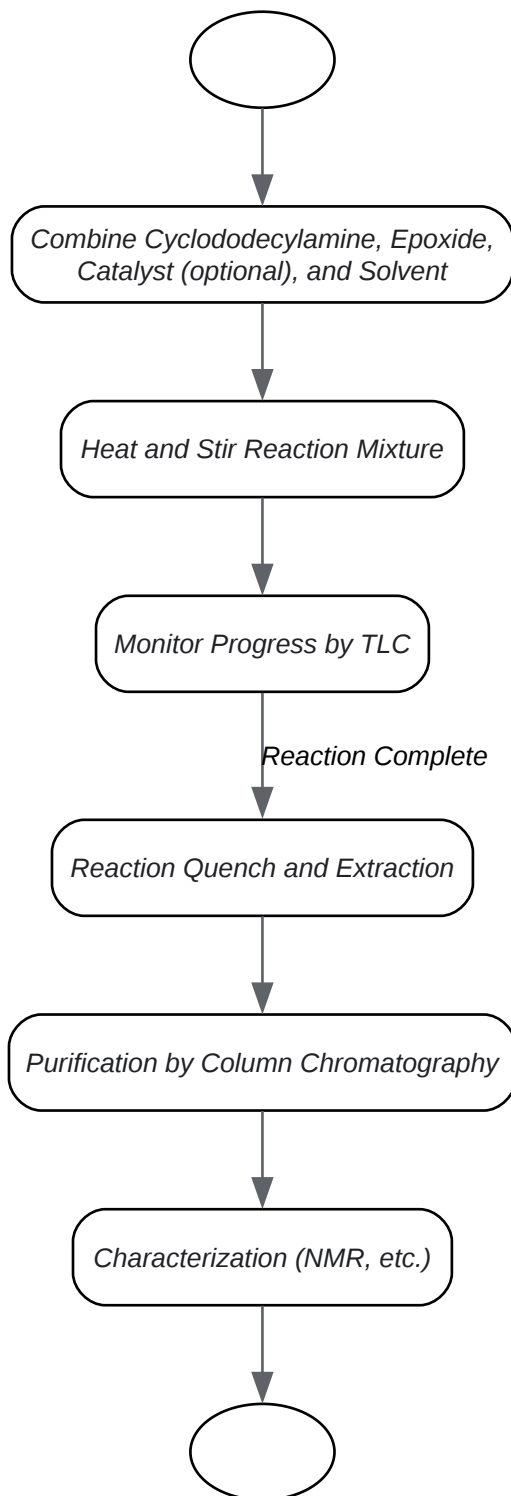 Combine Cyclododecylamine, Epoxide,
Catalyst (optional), and Solvent
Heat and Stir Reaction Mixture
Monitor Progress by TLC
Reaction Complete
Reaction Quench and Extraction
Purification by Column Chromatography
Characterization (NMR, etc.)